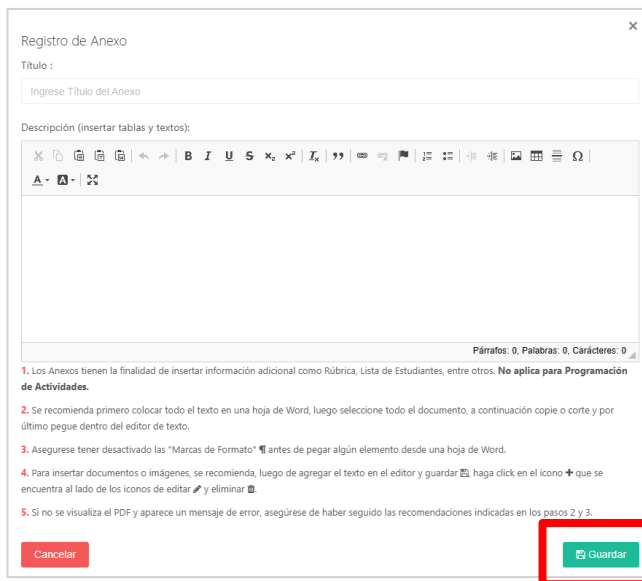 ×
Registro de Anexo
Título :
Ingrese Título del Anexo
Descripción (insertar tablas y textos):
B I U S x₂ x² Iₓ ❞ Ω
A A
Párrafos: 0, Palabras: 0, Carácteres: 0
1. Los Anexos tienen la finalidad de insertar información adicional como Rúbrica, Lista de Estudiantes, entre otros. No aplica para Programación
de Actividades.
2. Se recomienda primero colocar todo el texto en una hoja de Word, luego seleccione todo el documento, a continuación copie o corte y por
último pegue dentro del editor de texto.
3. Asegurese tener desactivado las "Marcas de Formato" ¶ antes de pegar algún elemento desde una hoja de Word.
4. Para insertar documentos o imágenes, se recomienda, luego de agregar el texto en el editor y guardar , haga click en el icono + que se
encuentra al lado de los iconos de editar y eliminar .
5. Si no se visualiza el PDF y aparece un mensaje de error, asegúrese de haber seguido las recomendaciones indicadas en los pasos 2 y 3.
Cancelar
Guardar